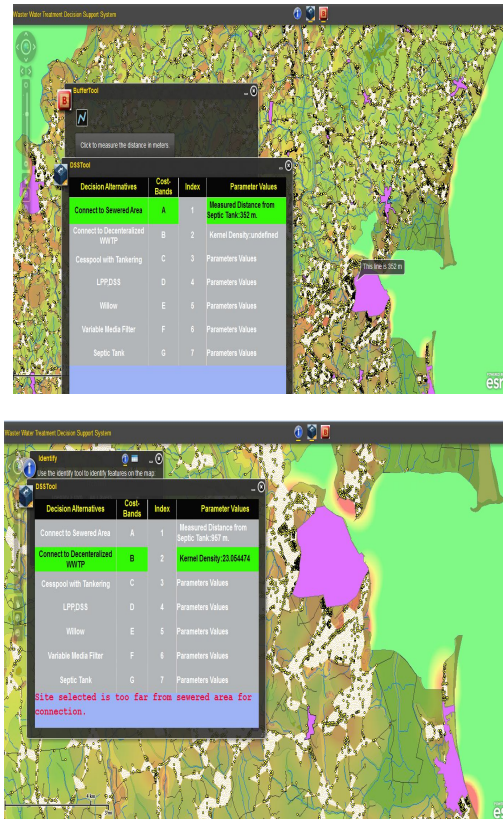 Waster Water Treatment Decision Support System
BufferTool
Click to measure the distance in meters
DSSTool
Decision Alternatives Cost-Bands Index Parameter Values
Connect to Sewered Area A 1 Measured Distance from Septic Tank:352 m.
Connect to Decenteralized WWTP B 2 Kernel Density:undefined
Cesspool with Tankering C 3 Parameters Values
LPP,DSS D 4 Parameters Values
Willow E 5 Parameters Values
Variable Media Filter F 6 Parameters Values
Septic Tank G 7 Parameters Values
This line is 352 m
esr
Waster Water Treatment Decision Support System
Identify
Use the identify tool to identify features on the map
DSSTool
Decision Alternatives Cost-Bands Index Parameter Values
Connect to Sewered Area A 1 Measured Distance from Septic Tank:957 m.
Connect to Decenteralized WWTP B 2 Kernel Density:23.054474
Cesspool with Tankering C 3 Parameters Values
LPP,DSS D 4 Parameters Values
Willow E 5 Parameters Values
Variable Media Filter F 6 Parameters Values
Septic Tank G 7 Parameters Values
Site selected is too far from sewered area for
connection.